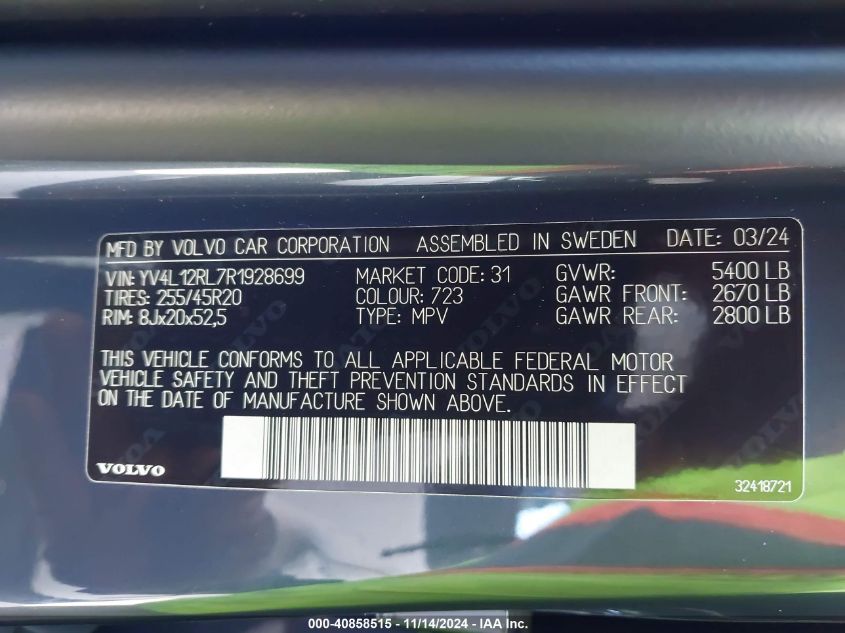 MFD BY VOLVO CAR CORPORATION ASSEMBLED IN SWEDEN DATE: 03/24
VIN: YV4L12RL7R1928699 MARKET CODE: 31 GVWR: 5400 LB
TIRES: 255/45R20 COLOUR: 723 GAWR FRONT: 2670 LB
RIM: 8Jx20x52,5 TYPE: MPV GAWR REAR: 2800 LB
THIS VEHICLE CONFORMS TO ALL APPLICABLE FEDERAL MOTOR
VEHICLE SAFETY AND THEFT PREVENTION STANDARDS IN EFFECT
ON THE DATE OF MANUFACTURE SHOWN ABOVE.
VOLVO
32418721
000-40858515 - 11/14/2024 - IAA Inc.